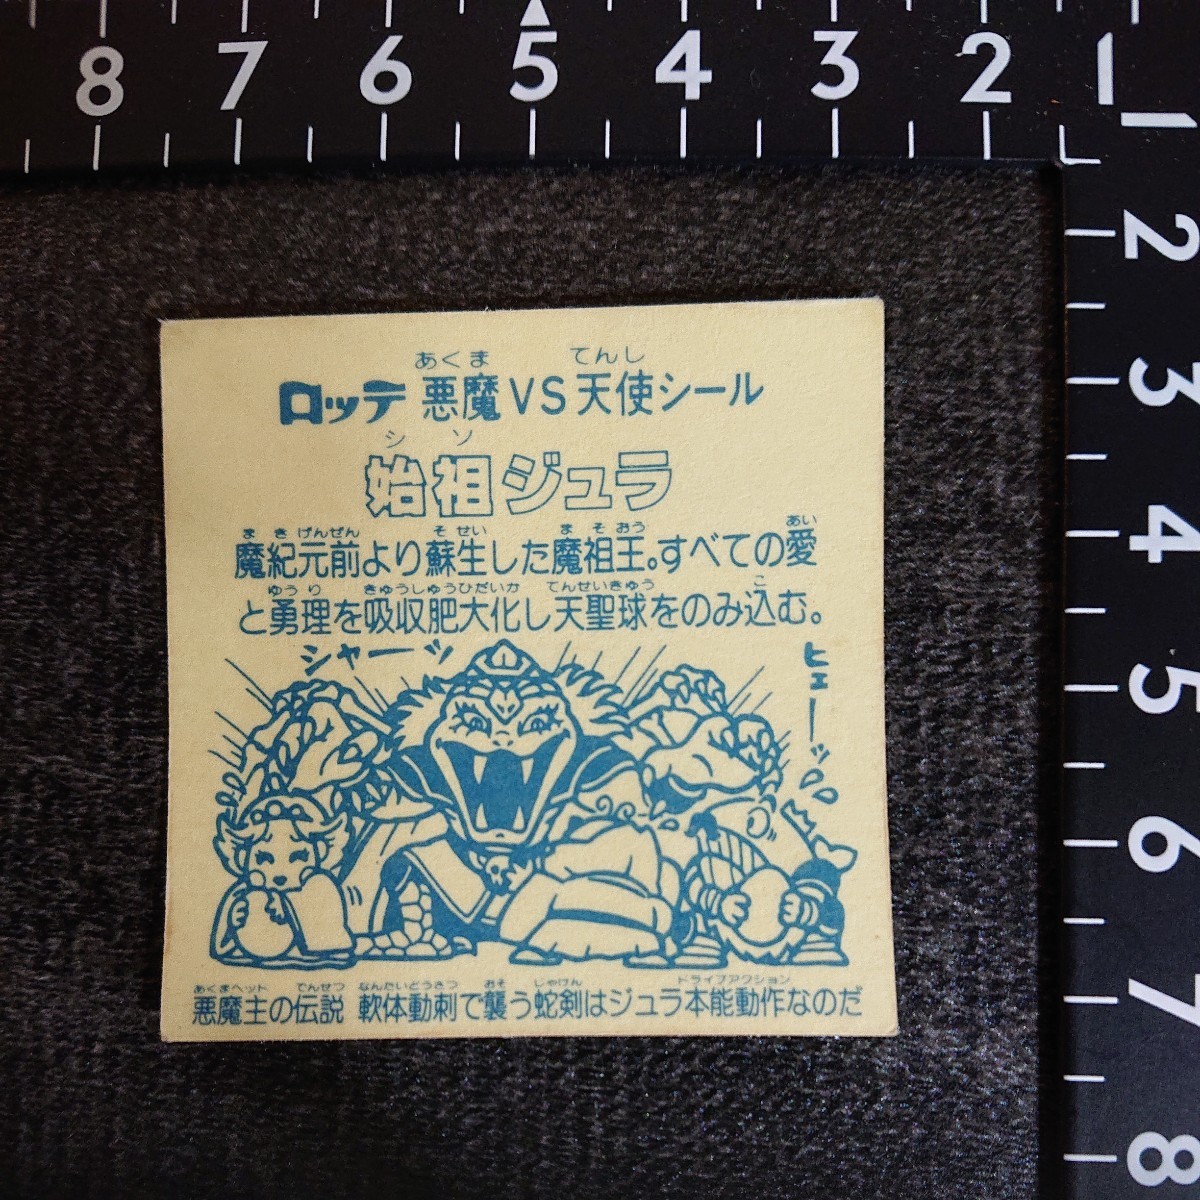 8 7 6 5 4 3 2 1
1
2
3
4
5
6
7
8
あくま てんし
ロッテ 悪魔VS天使シール
シソ
始祖ジュラ
まきげんぜん そせい まそおう あい
魔紀元前より蘇生した魔祖王。すべての愛
ゆうり きゅうしゅうひだいか てんせいきゅう こ
と勇理を吸収肥大化し天聖球をのみ込む。
シャーッ
ヒェーッ
あくまヘッド でんせつ なんたいどうさつ おそ じゃけん ドライブアクション
悪魔主の伝説 軟体動刺で襲う蛇剣はジュラ本能動作なのだ